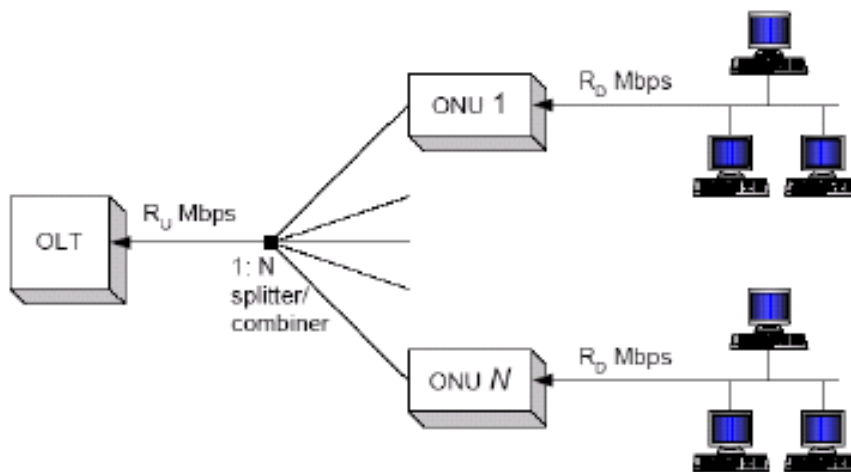 ONU 1
R_D Mbps
OLT
R_U Mbps
1: N
splitter/
combiner
ONU N
R_D Mbps